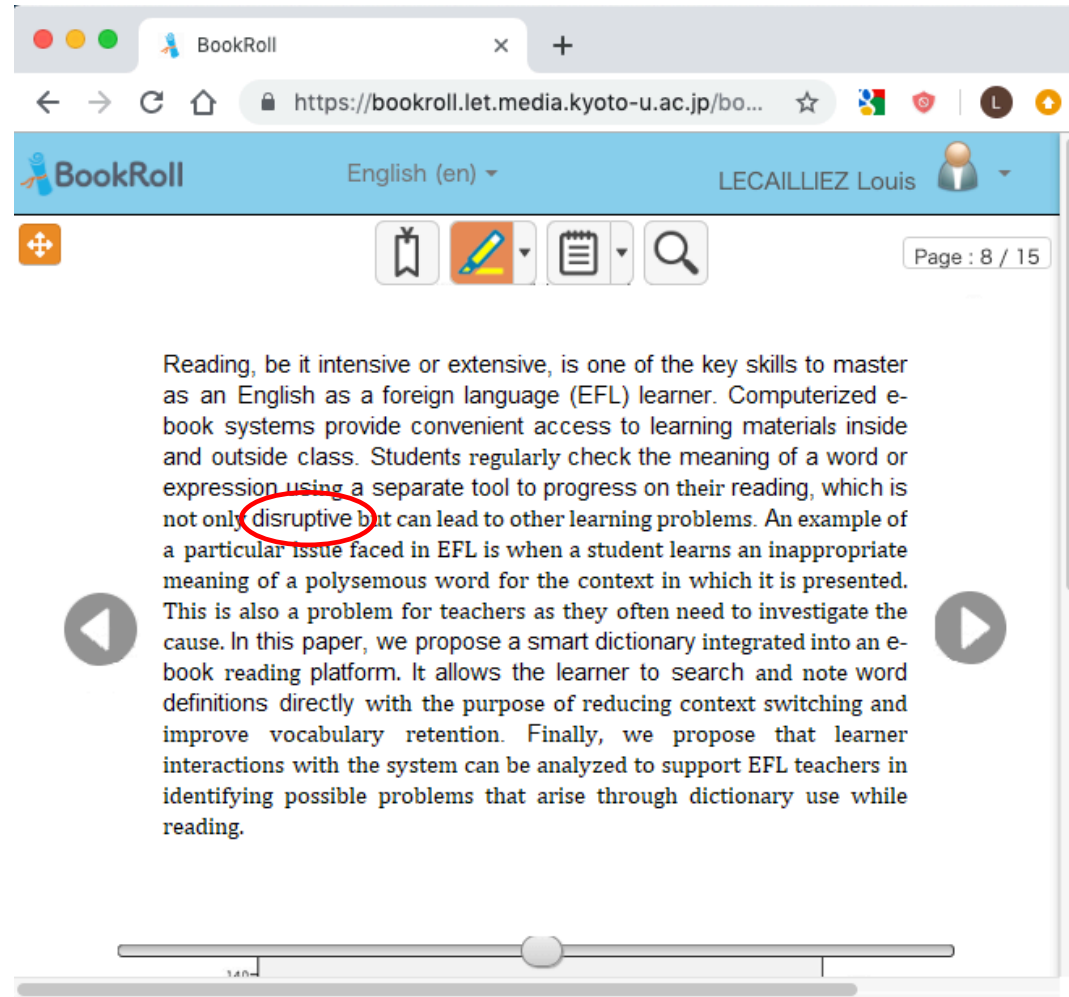 BookRoll
https://bookroll.let.media.kyoto-u.ac.jp/bo...
L
BookRoll
English (en)
LECAILLIEZ Louis
Page : 8 / 15
Reading, be it intensive or extensive, is one of the key skills to master
as an English as a foreign language (EFL) learner. Computerized e-
book systems provide convenient access to learning materials inside
and outside class. Students regularly check the meaning of a word or
expression using a separate tool to progress on their reading, which is
not only disruptive but can lead to other learning problems. An example of
a particular issue faced in EFL is when a student learns an inappropriate
meaning of a polysemous word for the context in which it is presented.
This is also a problem for teachers as they often need to investigate the
cause. In this paper, we propose a smart dictionary integrated into an e-
book reading platform. It allows the learner to search and note word
definitions directly with the purpose of reducing context switching and
improve vocabulary retention. Finally, we propose that learner
interactions with the system can be analyzed to support EFL teachers in
identifying possible problems that arise through dictionary use while
reading.
140